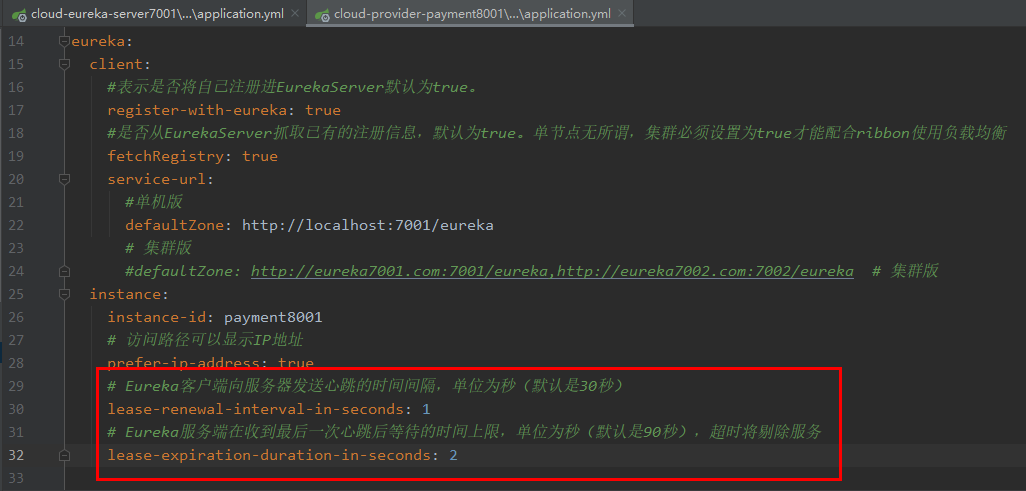 cloud-eureka-server7001\...\application.yml × cloud-provider-payment8001\...\application.yml ×
14 eureka:
15 client:
16 #表示是否将自己注册进EurekaServer默认为true。
17 register-with-eureka: true
18 #是否从EurekaServer抓取已有的注册信息，默认为true。单节点无所谓，集群必须设置为true才能配合ribbon使用负载均衡
19 fetchRegistry: true
20 service-url:
21 #单机版
22 defaultZone: http://localhost:7001/eureka
23 # 集群版
24 #defaultZone: http://eureka7001.com:7001/eureka,http://eureka7002.com:7002/eureka # 集群版
25 instance:
26 instance-id: payment8001
27 # 访问路径可以显示IP地址
28 prefer-ip-address: true
29 # Eureka客户端向服务器发送心跳的时间间隔，单位为秒（默认是30秒）
30 lease-renewal-interval-in-seconds: 1
31 # Eureka服务端在收到最后一次心跳后等待的时间上限，单位为秒（默认是90秒），超时将剔除服务
32 lease-expiration-duration-in-seconds: 2
33